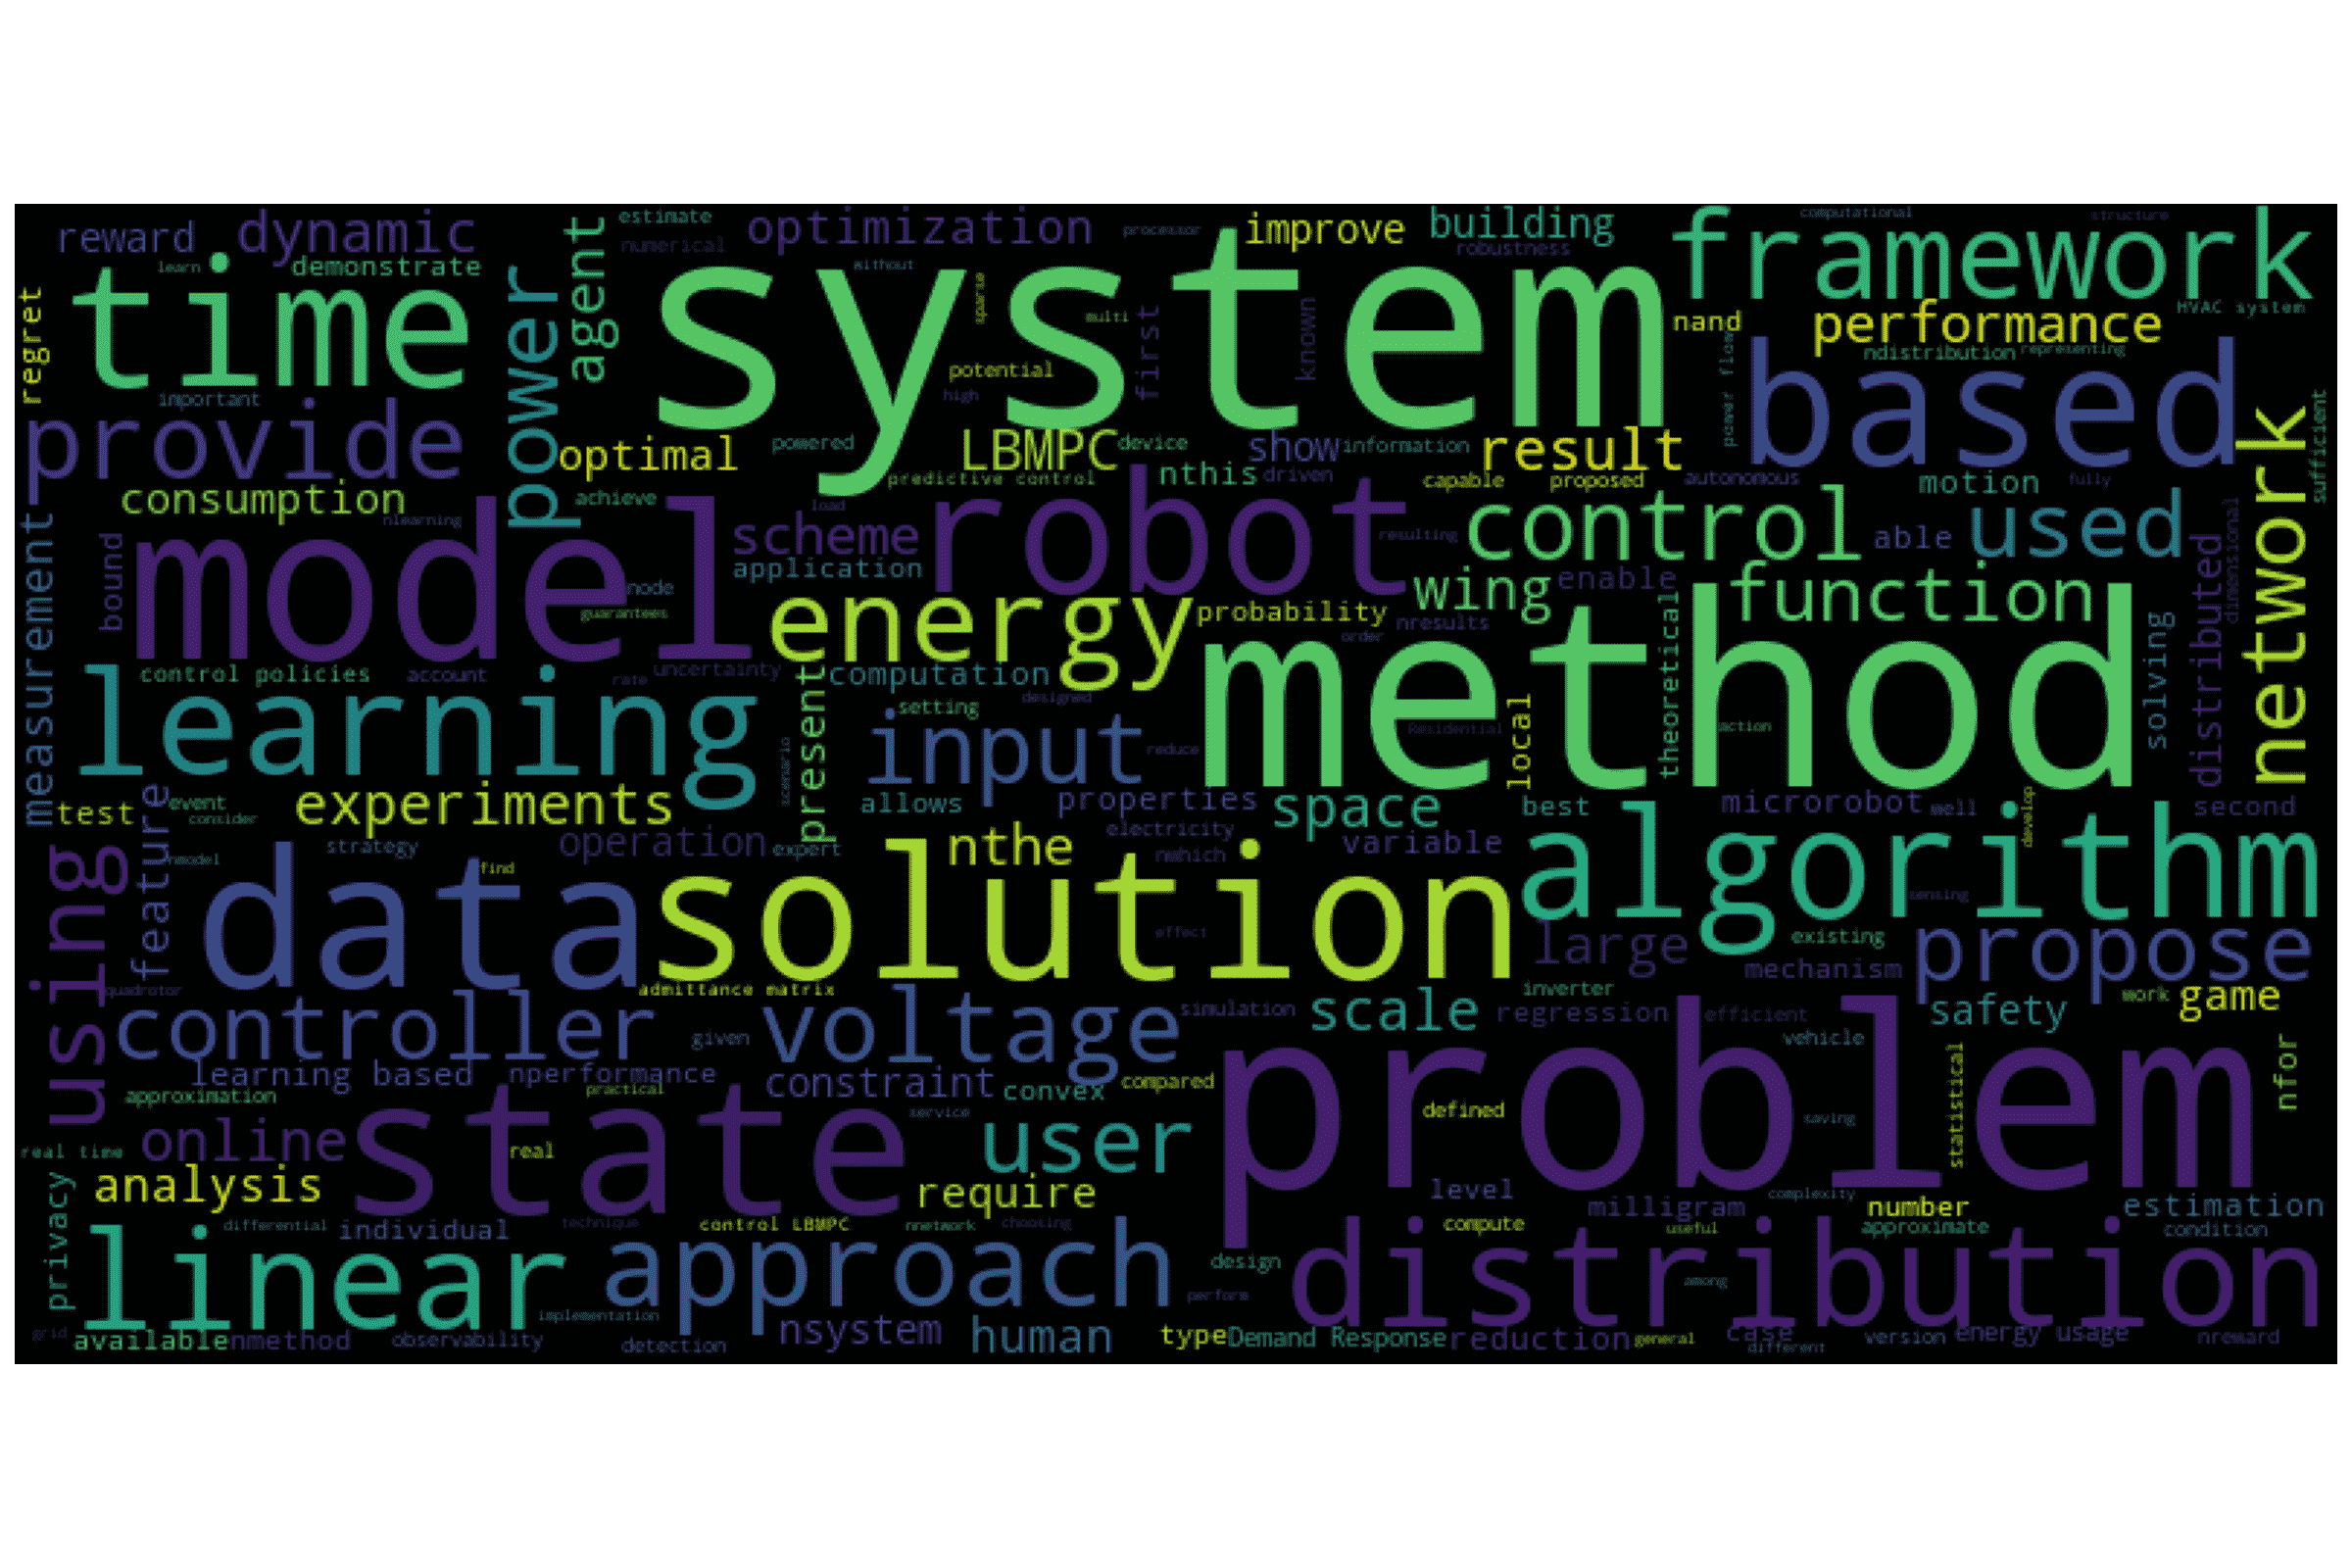 reward
dynamic
estimate
optimization
improve
building
computational
structure
numerical
processor
robustness
framework
learn
demonstrate
time
regret
power
agent
system
without
sparse
multi
first
known
nand
performance
HVAC system
ndistribution
representing
power flow
based
potential
high
important
provide
optimal
powered
LBMPC
device
show
information
result
network
sufficient
consumption
achieve
predictive control
nthis
driven
capable
proposed
autonomous
motion
fully
measurement
nlearning
load
robot
bound
model
scheme
resulting
control
able
used
distributed
dimensional
application
node
guarantees
energy
probability
wing
enable
function
nresults
order
theoretical
solving
control policies
account
uncertainty
rate
present
computation
designed
method
learning
setting
input
reduce
local
Residential
action
scenario
test
event
consider
feature
experiments
allows
properties
space
best
microrobot
well
second
develop
using
nmodel
strategy
operation
expert
electricity
nthe
nwhich
variable
algorithm
find
data
solution
sensing
effect
large
existing
propose
mechanism
quadrotor
admittance matrix
inverter
work
game
controller
voltage
simulation
scale
regression
efficient
safety
given
vehicle
learning based
nperformance
constraint
convex
compared
problem
nfor
statistical
approximation
practical
state
service
defined
saving
real time
online
real
user
analysis
require
level
milligram
complexity
number
estimation
privacy
differential
individual
technique
control LBMPC
nnetwork
choosing
compute
useful
approximate
condition
linear
approach
design
distribution
among
perform
implementation
grid
available
nmethod
observability
detection
nsystem
human
type
Demand Response
reduction
general
case
different
version
energy usage
nreward